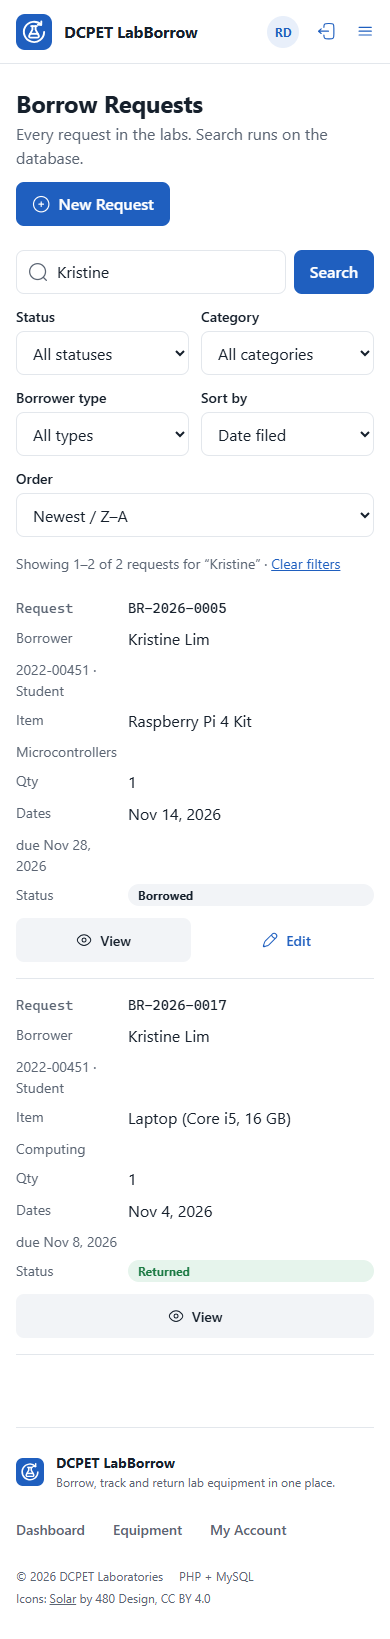 DCPET LabBorrow
RD
Borrow Requests
Every request in the labs. Search runs on the
database.
New Request
Kristine
Search
Status
Category
All statuses
All categories
Borrower type
Sort by
All types
Date filed
Order
Newest / Z–A
Showing 1–2 of 2 requests for “Kristine” · Clear filters
Request BR-2026-0005
Borrower Kristine Lim
2022-00451 ·
Student
Item Raspberry Pi 4 Kit
Microcontrollers
Qty 1
Dates Nov 14, 2026
due Nov 28,
2026
Status Borrowed
View
Edit
Request BR-2026-0017
Borrower Kristine Lim
2022-00451 ·
Student
Item Laptop (Core i5, 16 GB)
Computing
Qty 1
Dates Nov 4, 2026
due Nov 8, 2026
Status Returned
View
DCPET LabBorrow
Borrow, track and return lab equipment in one place.
Dashboard Equipment My Account
© 2026 DCPET Laboratories PHP + MySQL
Icons: Solar by 480 Design, CC BY 4.0